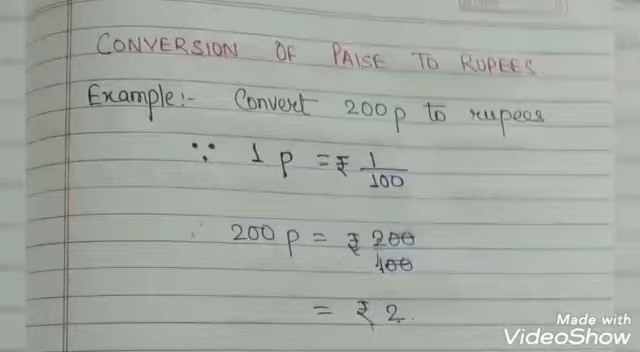 CONVERSION OF PAISE TO RUPEES
Example:- Convert 200p to rupees
∵ 1 p = ₹ 1/100
∴ 200 p = ₹ 200/100
= ₹ 2.
Made with
VideoShow